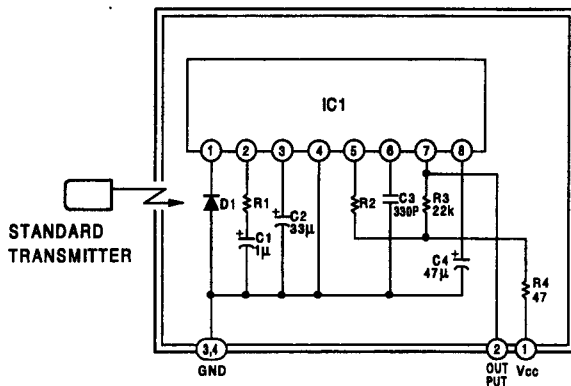 IC1
1 2 3 4 5 6 7 8
D1
R1
R2
C3
330P
R3
22k
C2
33μ
C1
1μ
C4
47μ
R4
47
STANDARD
TRANSMITTER
+
+
+
3,4
GND
2
OUT
PUT
1
Vcc